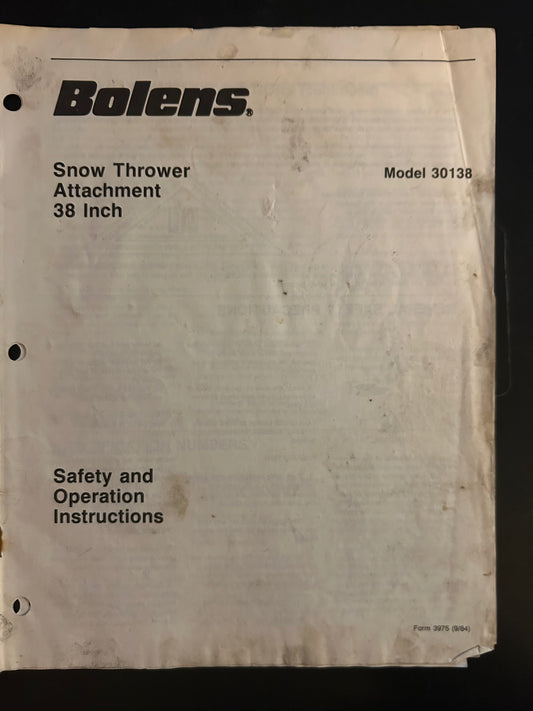 Bolens®
Snow Thrower
Attachment
38 Inch
Model 30138
Safety and
Operation
Instructions
Form 3975 (9/84)